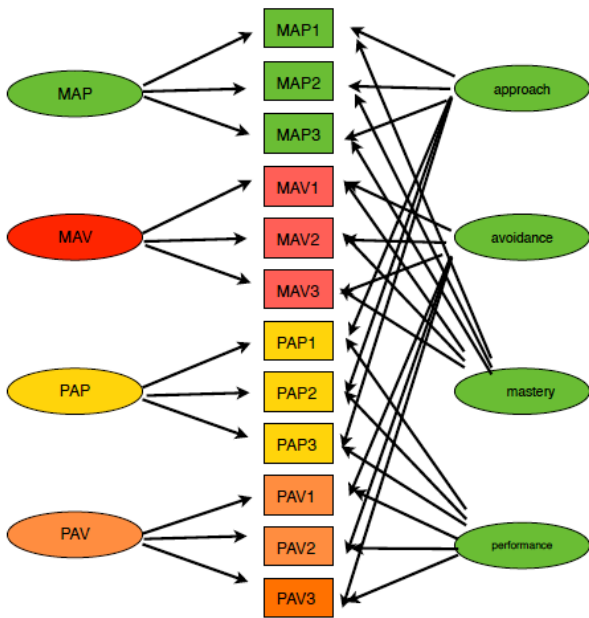 MAP1
MAP2
MAP3
MAV1
MAV2
MAV3
PAP1
PAP2
PAP3
PAV1
PAV2
PAV3
MAP
MAV
PAP
PAV
approach
avoidance
mastery
performance